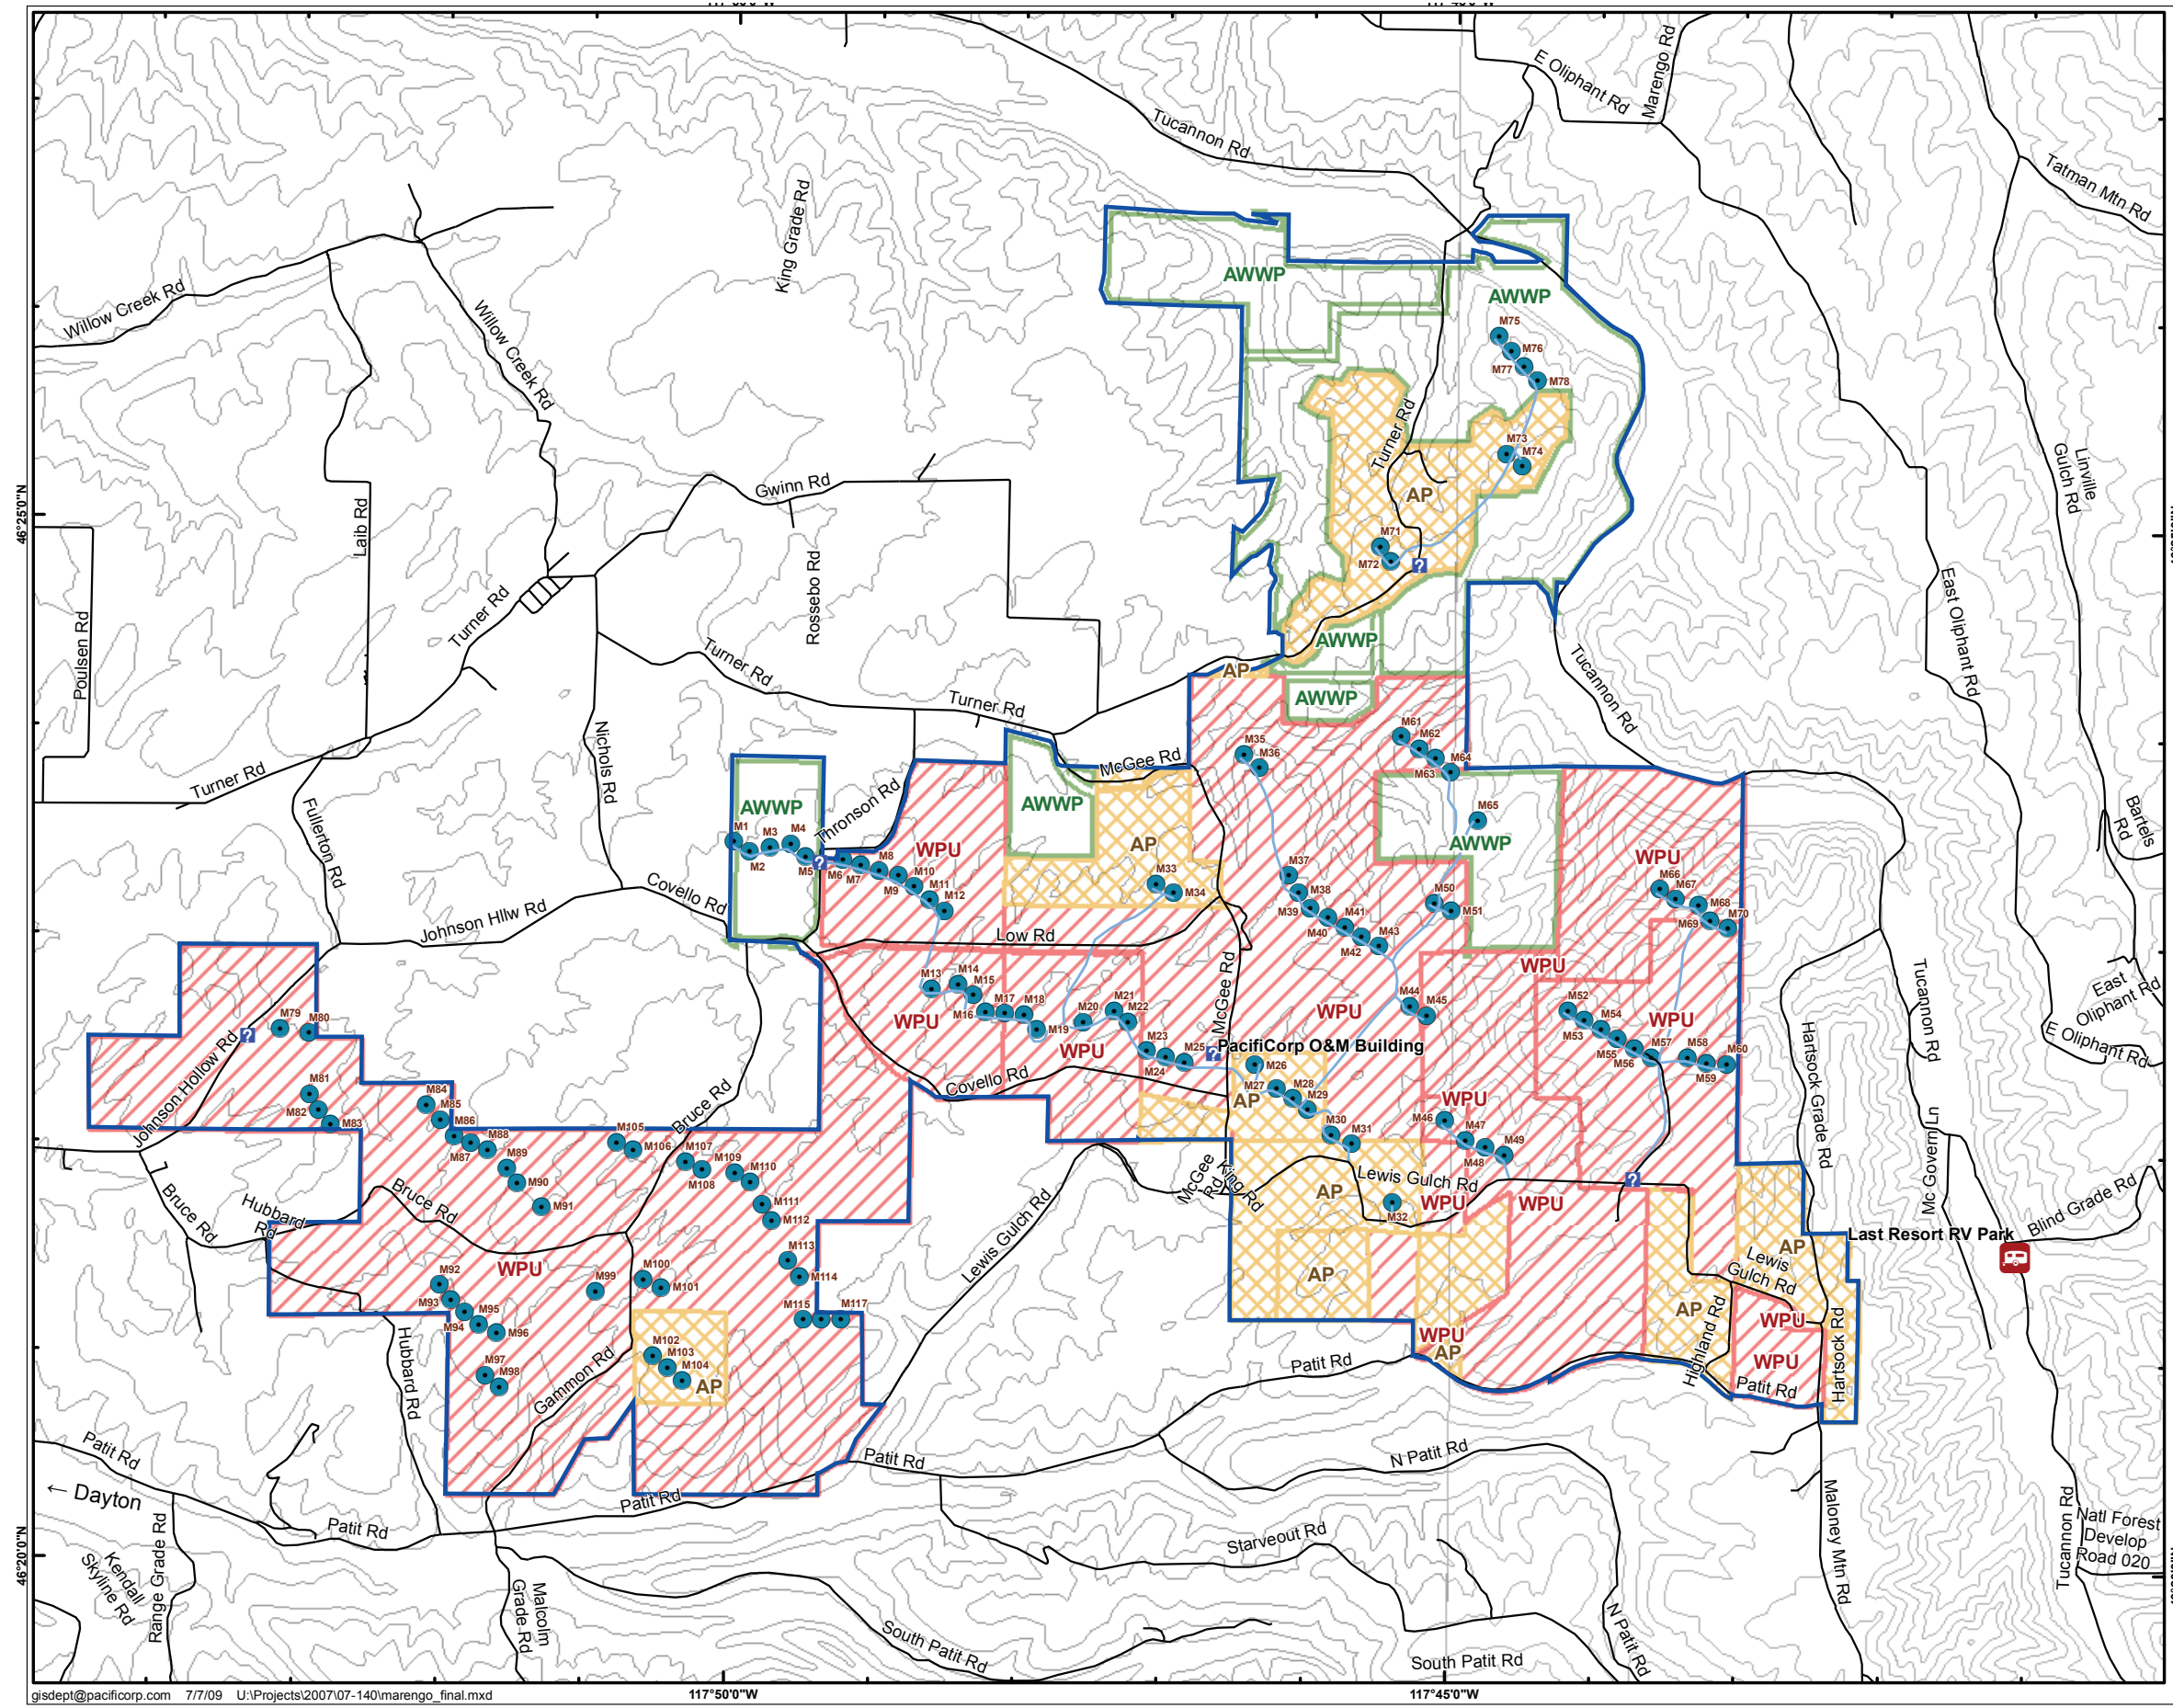 E Oliphant Rd
Marengo Rd
Tucannon Rd
Tatman Mtn Rd
King Grade Rd
Willow Creek Rd
Willow Creek Rd
AWWP
AWWP
M75
M76
M77
M78
Turner Rd
M73
M74
AP
Gwinn Rd
Linville
Gulch Rd
46°25'0"N
Laib Rd
Rossebo Rd
M71
M72
?
Poulsen Rd
Turner Rd
East Oliphant Rd
AWWP
Turner Rd
AP
Tucannon Rd
AWWP
Turner Rd
Nichols Rd
M61
M62
M63
M64
M35
M36
McGee Rd
Turner Rd
Fullerton Rd
AWWP
Thronson Rd
AWWP
M65
AWWP
Bartels
Rd
M1
M2
M3
M4
M5
?
M6
M7
M8
M9
M10
M11
M12
WPU
AP
M33
M34
M37
M38
M39
M40
M41
M42
M43
M50
M51
WPU
M66
M67
M68
M69
M70
Covello Rd
Johnson Hllw Rd
Low Rd
WPU
M13
M14
M15
M16
M17
M18
M19
M20
M21
M22
McGee Rd
M44
M45
M52
M53
M54
M55
M56
M57
M58
M59
M60
WPU
WPU
WPU
WPU
Tucannon Rd
East
Oliphant Rd
E Oliphant Rd
M79
M80
?
M23
M24
M25
?
PacifiCorp O&M Building
M26
M27
M28
M29
M30
M31
AP
Covello Rd
Hartsock Grade Rd
Johnson Hollow Rd
M81
M82
M83
M84
M85
M86
M87
M88
M89
M90
M91
Bruce Rd
M105
M106
M107
M108
M109
M110
M111
M112
WPU
M46
M47
M48
M49
Mc Govern Ln
McGee
Rd
King Rd
Lewis Gulch Rd
AP
M32
WPU
WPU
?
Bruce Rd
Hubbard
Rd
Bruce Rd
Lewis Gulch Rd
AP
Last Resort RV Park
Blind Grade Rd
AP
Lewis
Gulch Rd
M92
M93
M94
M95
M96
WPU
M99
M100
M101
M113
M114
M115
M117
M97
M98
M102
M103
M104
AP
Hubbard Rd
Gammon Rd
WPU
AP
AP
Highland Rd
WPU
WPU
Hartsock Rd
Patit Rd
Patit Rd
Patit Rd
← Dayton
Patit Rd
Patit Rd
Patit Rd
N Patit Rd
Starveout Rd
Maloney Mtn Rd
Tucannon Rd
Natl Forest
Develop
Road 020
46°20'0"N
Kendall
Skyline Rd
Range Grade Rd
Malcolm
Grade Rd
South Patit Rd
South Patit Rd
N Patit Rd
gisdept@pacificorp.com 7/7/09 U:\Projects\2007\07-140\marengo_final.mxd
117°50'0"W
117°45'0"W